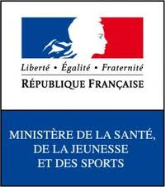 Liberté • Égalité • Fraternité
RÉPUBLIQUE FRANÇAISE
MINISTÈRE DE LA SANTÉ,
DE LA JEUNESSE
ET DES SPORTS